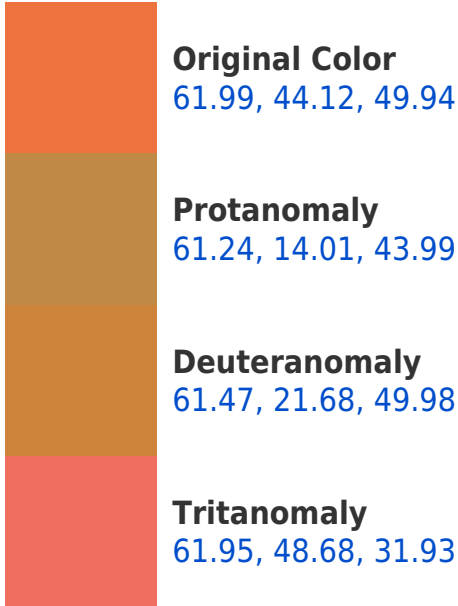 Original Color
61.99, 44.12, 49.94
Protanomaly
61.24, 14.01, 43.99
Deuteranomaly
61.47, 21.68, 49.98
Tritanomaly
61.95, 48.68, 31.93